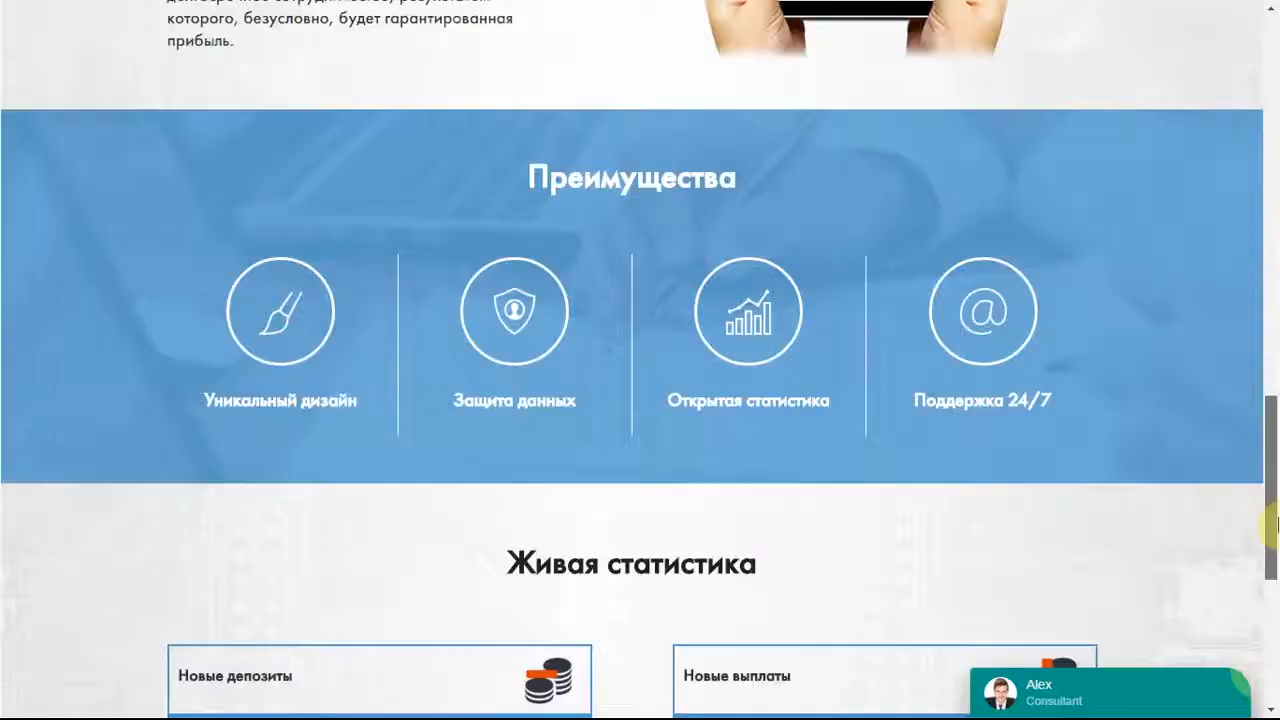 которого, безусловно, будет гарантированная
прибыль.
Преимущества
Уникальный дизайн
Защита данных
Открытая статистика
Поддержка 24/7
Живая статистика
Новые депозиты
Новые выплаты
Alex
Consultant